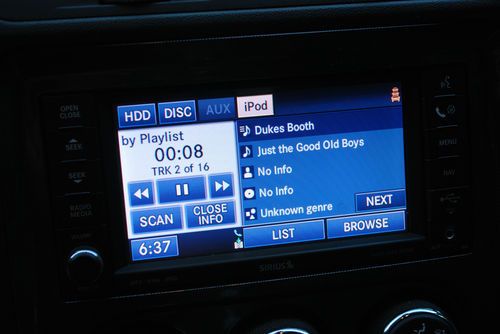 OPEN
CLOSE
SEEK
SEEK
RADIO
MEDIA
HDD
DISC
AUX
iPod
by Playlist
00:08
TRK 2 of 16
SCAN
CLOSE
INFO
6:37
Dukes Booth
Just the Good Old Boys
No Info
No Info
Unknown genre
NEXT
LIST
BROWSE
MENU
NAV
SIRIUS